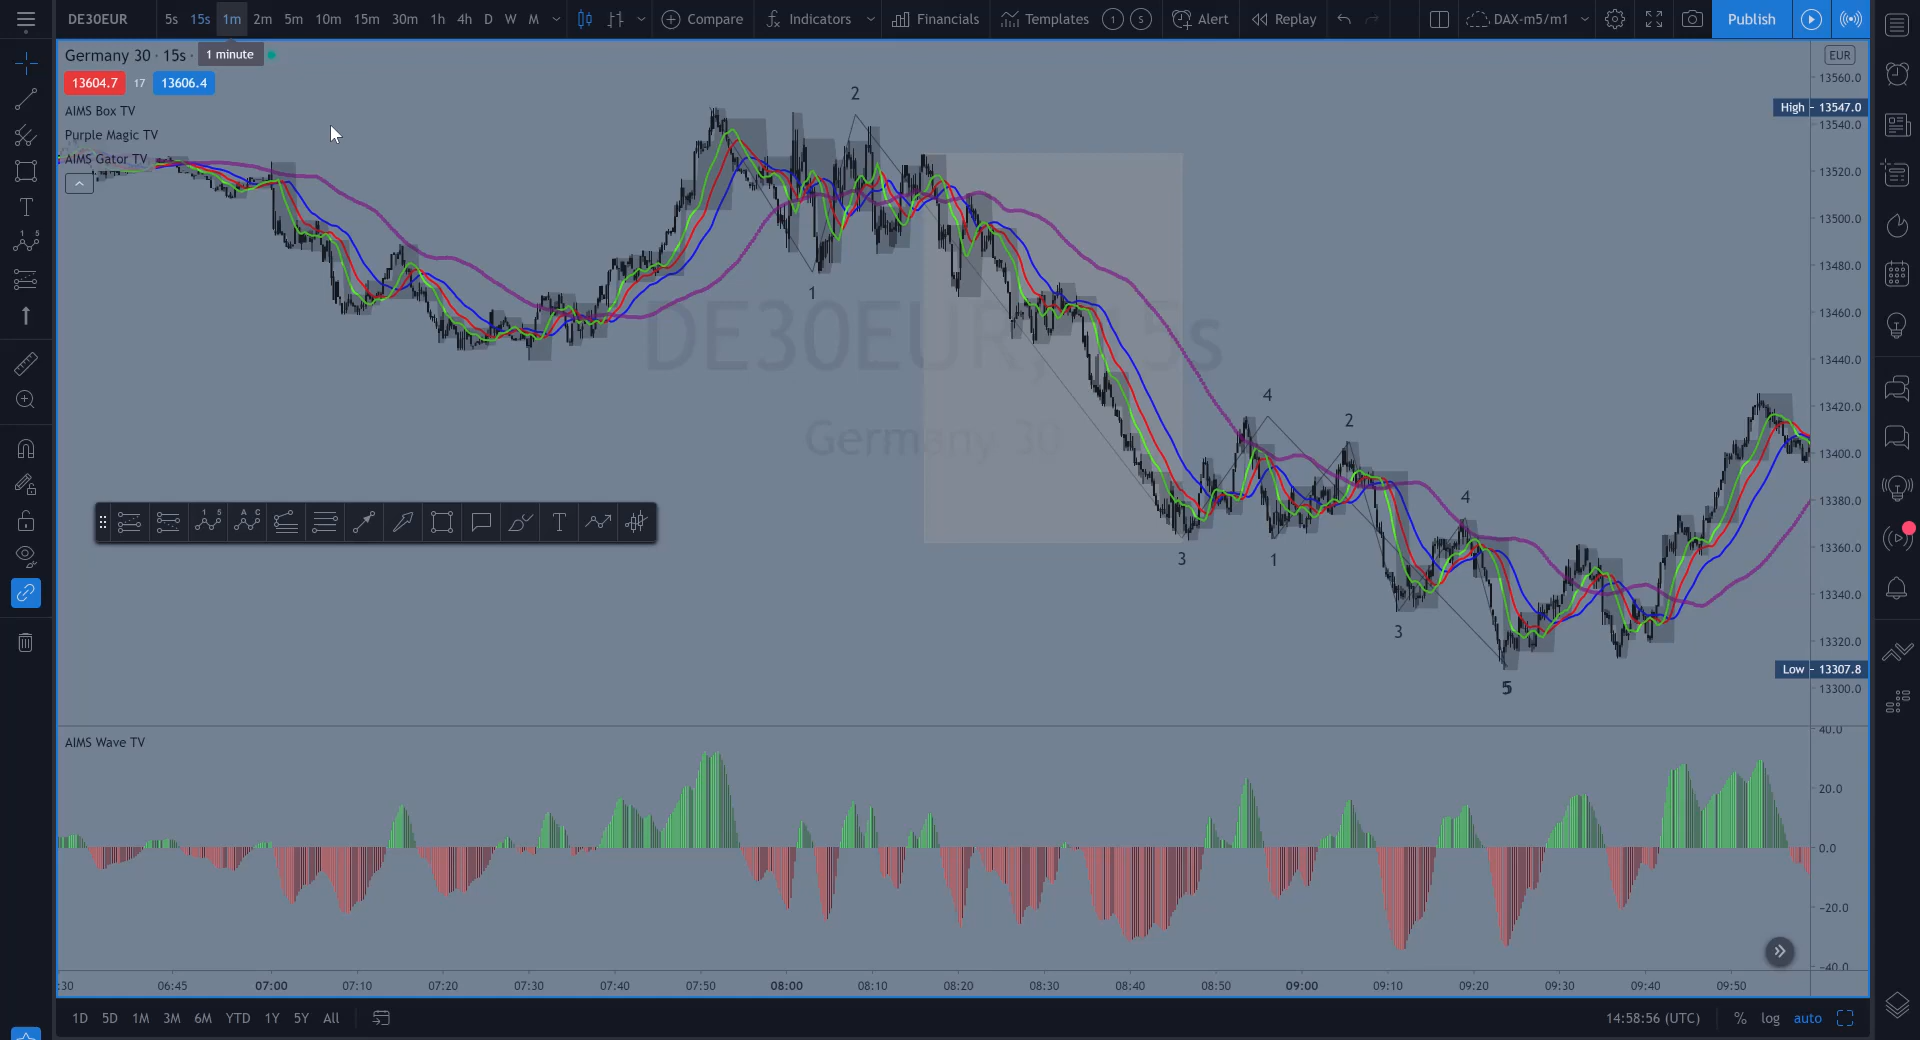 DE30EUR 5s 15s 1m 2m 5m 10m 15m 30m 1h 4h D W M Compare Indicators Financials Templates 1 5 Alert Replay DAX-m5/m1 Publish
Germany 30 · 15s · 1 minute
EUR
13604.7 17 13606.4
AIMS Box TV
Purple Magic TV
AIMS Gator TV
2
1
4
2
4
3
1
3
5
DE30EUR, 5s
Germany 30
13560.0
High - 13547.0
13540.0
13520.0
13500.0
13480.0
13460.0
13440.0
13420.0
13400.0
13380.0
13360.0
13340.0
13320.0
Low - 13307.8
13300.0
1 5
1 5
A C
T
T
AIMS Wave TV
40.0
20.0
0.0
-20.0
-40.0
:30 06:45 07:00 07:10 07:20 07:30 07:40 07:50 08:00 08:10 08:20 08:30 08:40 08:50 09:00 09:10 09:20 09:30 09:40 09:50
1D 5D 1M 3M 6M YTD 1Y 5Y All 14:58:56 (UTC) % log auto